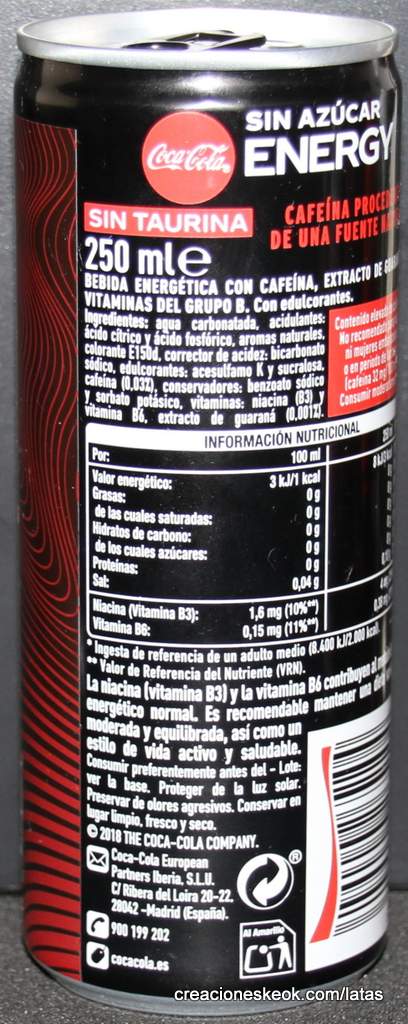 Coca-Cola
SIN AZÚCAR
ENERGY
SIN TAURINA
CAFEÍNA
DE UNA FUENTE
250 ml e
BEBIDA ENERGÉTICA CON CAFEÍNA, EXTRACTO DE
VITAMINAS DEL GRUPO B. Con edulcorantes.
Ingredientes: agua carbonatada, acidulantes:
ácido cítrico y ácido fosfórico, aromas naturales,
colorante E150d, corrector de acidez: bicarbonato
sódico, edulcorantes: acesulfamo K y sucralosa,
cafeína (0,032%), conservadores: benzoato sódico
y sorbato potásico, vitaminas: niacina (B3) y
vitamina B6, extracto de guaraná (0,001%).
Contenido
No
ni mujeres
o en periodo de
(cafeína 32 mg
Consumir
INFORMACIÓN NUTRICIONAL
Por: 100 ml
Valor energético: 3 kJ/1 kcal
Grasas: 0 g
de las cuales saturadas: 0 g
Hidratos de carbono: 0 g
de los cuales azúcares: 0 g
Proteínas: 0 g
Sal: 0,04 g
Niacina (Vitamina B3): 1,6 mg (10%**)
Vitamina B6: 0,15 mg (11%**)
* Ingesta de referencia de un adulto medio (8.400 kJ/2.000 kcal).
** Valor de Referencia del Nutriente (VRN).
La niacina (vitamina B3) y la vitamina B6 contribuyen al
energético normal. Es recomendable mantener una
moderada y equilibrada, así como un
estilo de vida activo y saludable.
Consumir preferentemente antes del - Lote:
ver la base. Proteger de la luz solar.
Preservar de olores agresivos. Conservar en
lugar limpio, fresco y seco.
© 2018 THE COCA-COLA COMPANY.
Coca-Cola European
Partners Iberia, S.L.U.
C/ Ribera del Loira 20-22.
28042 -Madrid (España).
900 199 202
cocacola.es
Al Amarillo
creacioneskeok.com/latas